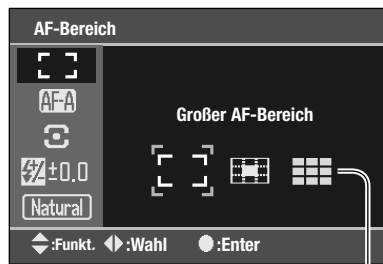 AF-Bereich
AF-A
Großer AF-Bereich
±0.0
Natural
:Funkt. :Wahl :Enter